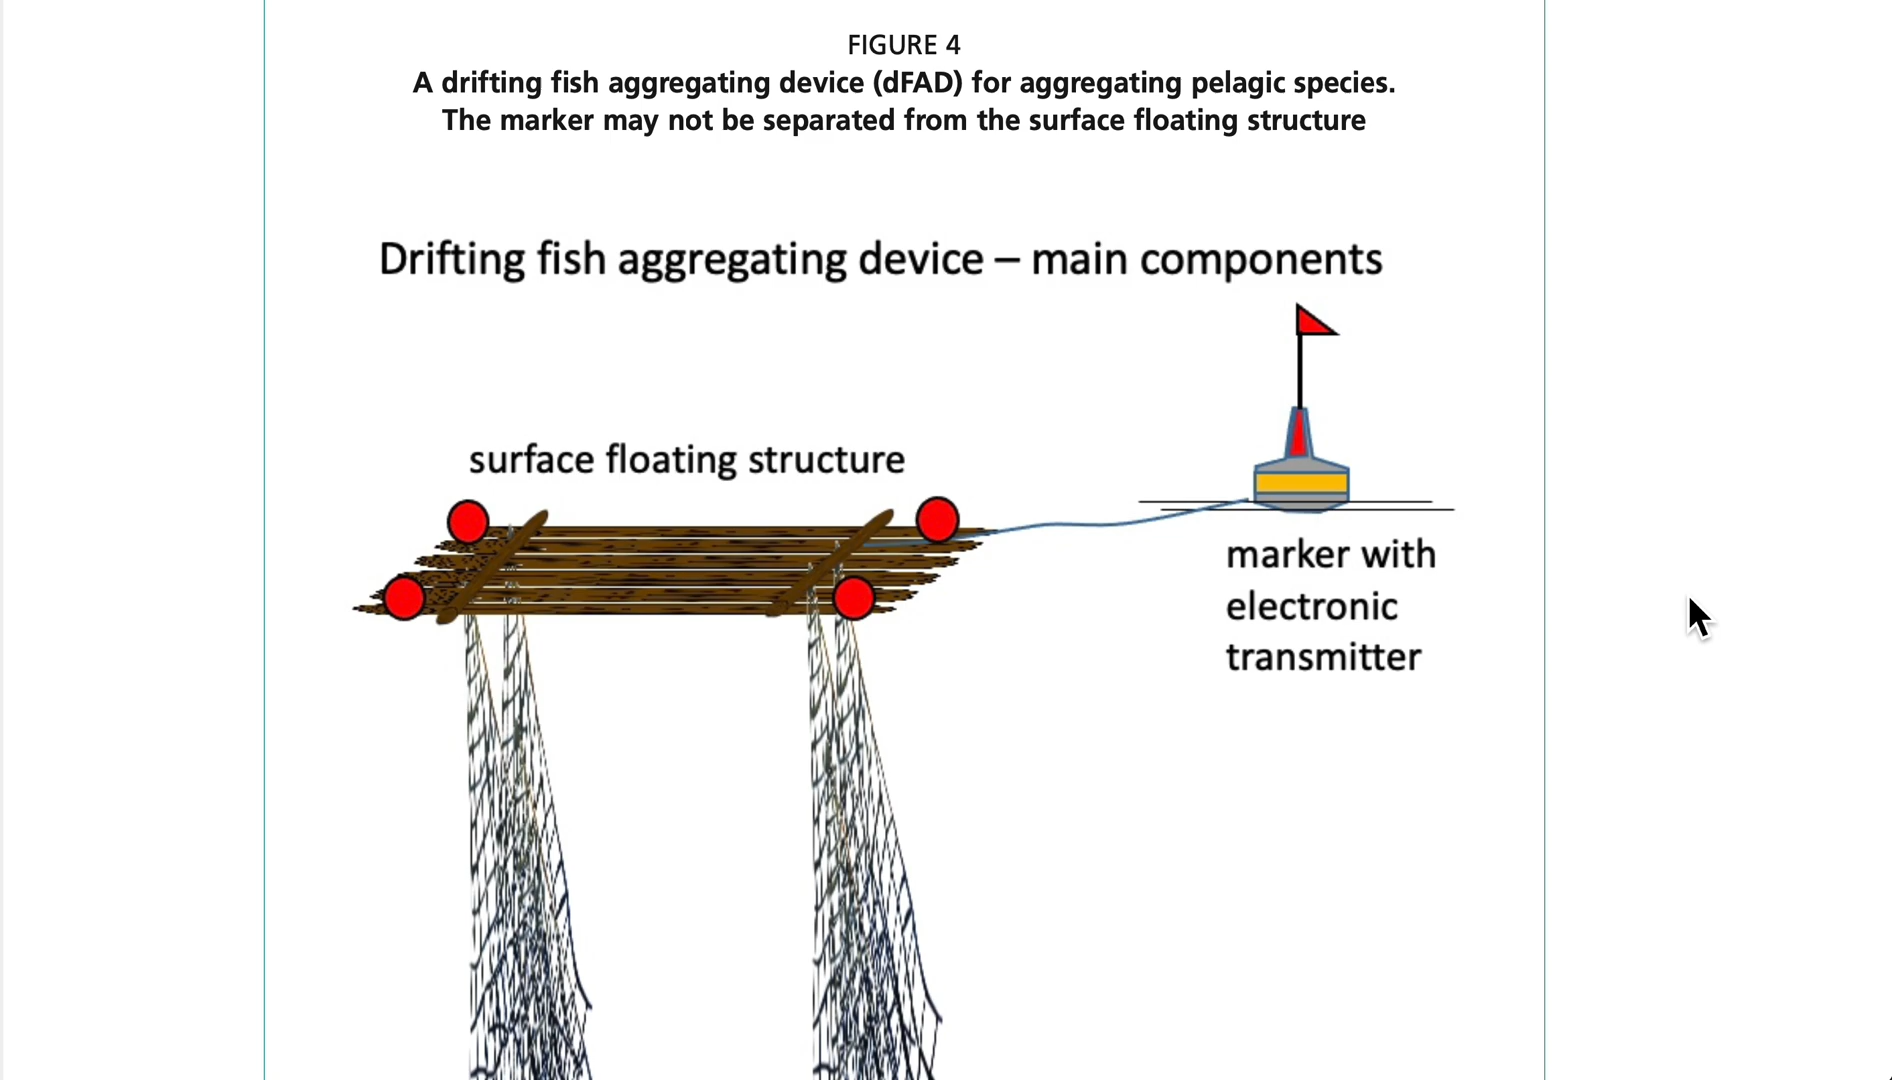 FIGURE 4
A drifting fish aggregating device (dFAD) for aggregating pelagic species.
The marker may not be separated from the surface floating structure
Drifting fish aggregating device – main components
surface floating structure
marker with
electronic
transmitter